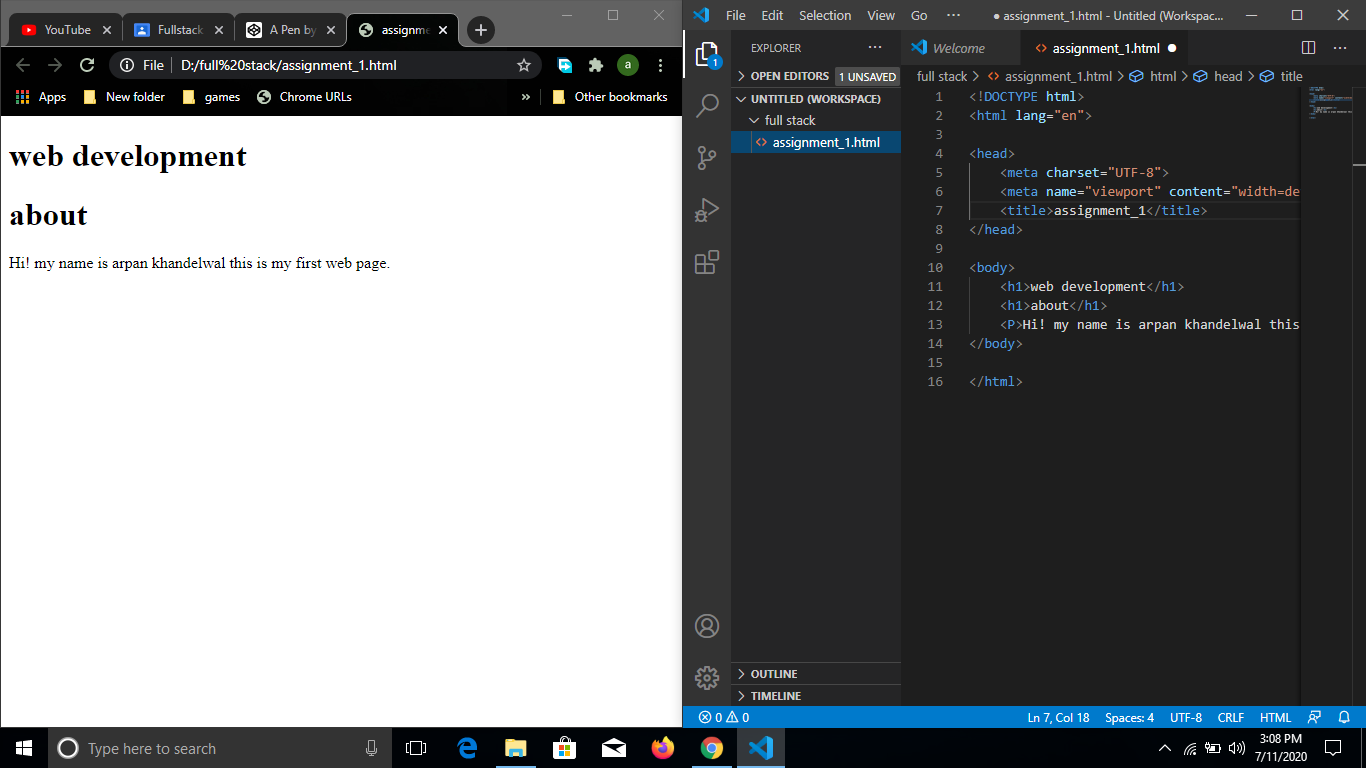 YouTube
Fullstack
A Pen by
assignme
File D:/full%20stack/assignment_1.html
a
Apps New folder games Chrome URLs » Other bookmarks
web development
about
Hi! my name is arpan khandelwal this is my first web page.
File Edit Selection View Go ··· ● assignment_1.html - Untitled (Workspac...
1
EXPLORER ···
OPEN EDITORS 1 UNSAVED
UNTITLED (WORKSPACE)
full stack
assignment_1.html
OUTLINE
TIMELINE
Welcome
assignment_1.html
full stack > assignment_1.html > html > head > title
1 <!DOCTYPE html>
2 <html lang="en">
3
4 <head>
5 <meta charset="UTF-8">
6 <meta name="viewport" content="width=de
7 <title>assignment_1</title>
8 </head>
9
10 <body>
11 <h1>web development</h1>
12 <h1>about</h1>
13 <P>Hi! my name is arpan khandelwal this
14 </body>
15
16 </html>
0 0 Ln 7, Col 18 Spaces: 4 UTF-8 CRLF HTML
Type here to search
3:08 PM
7/11/2020